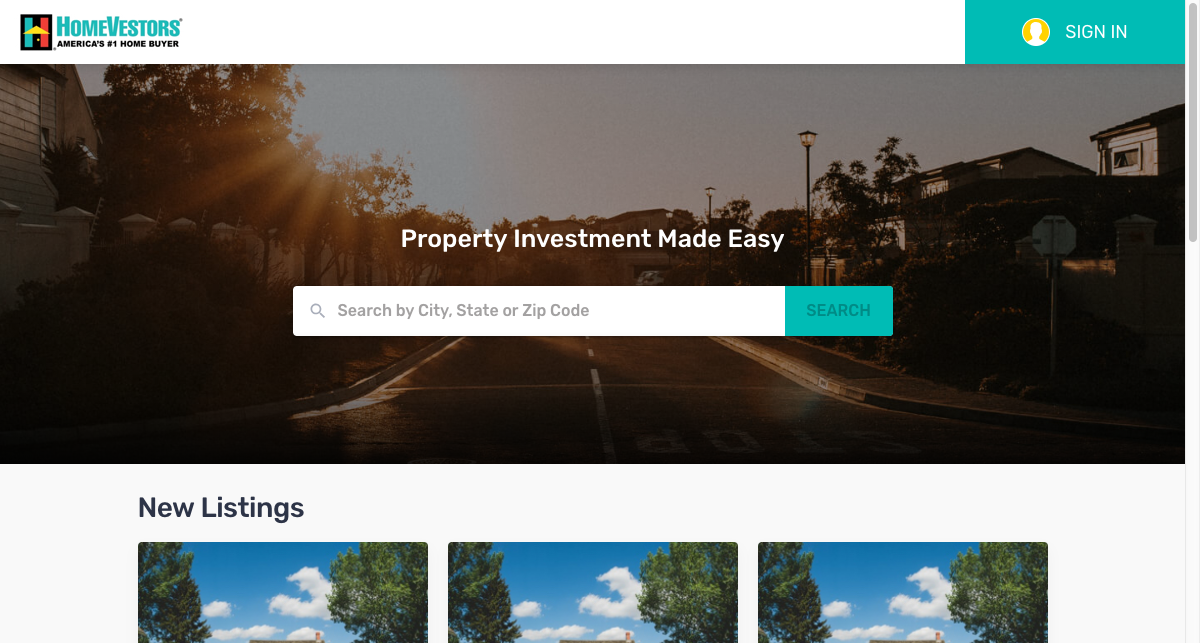 HOMEVESTORS®
AMERICA'S #1 HOME BUYER
SIGN IN
Property Investment Made Easy
Search by City, State or Zip Code
SEARCH
STOP
New Listings